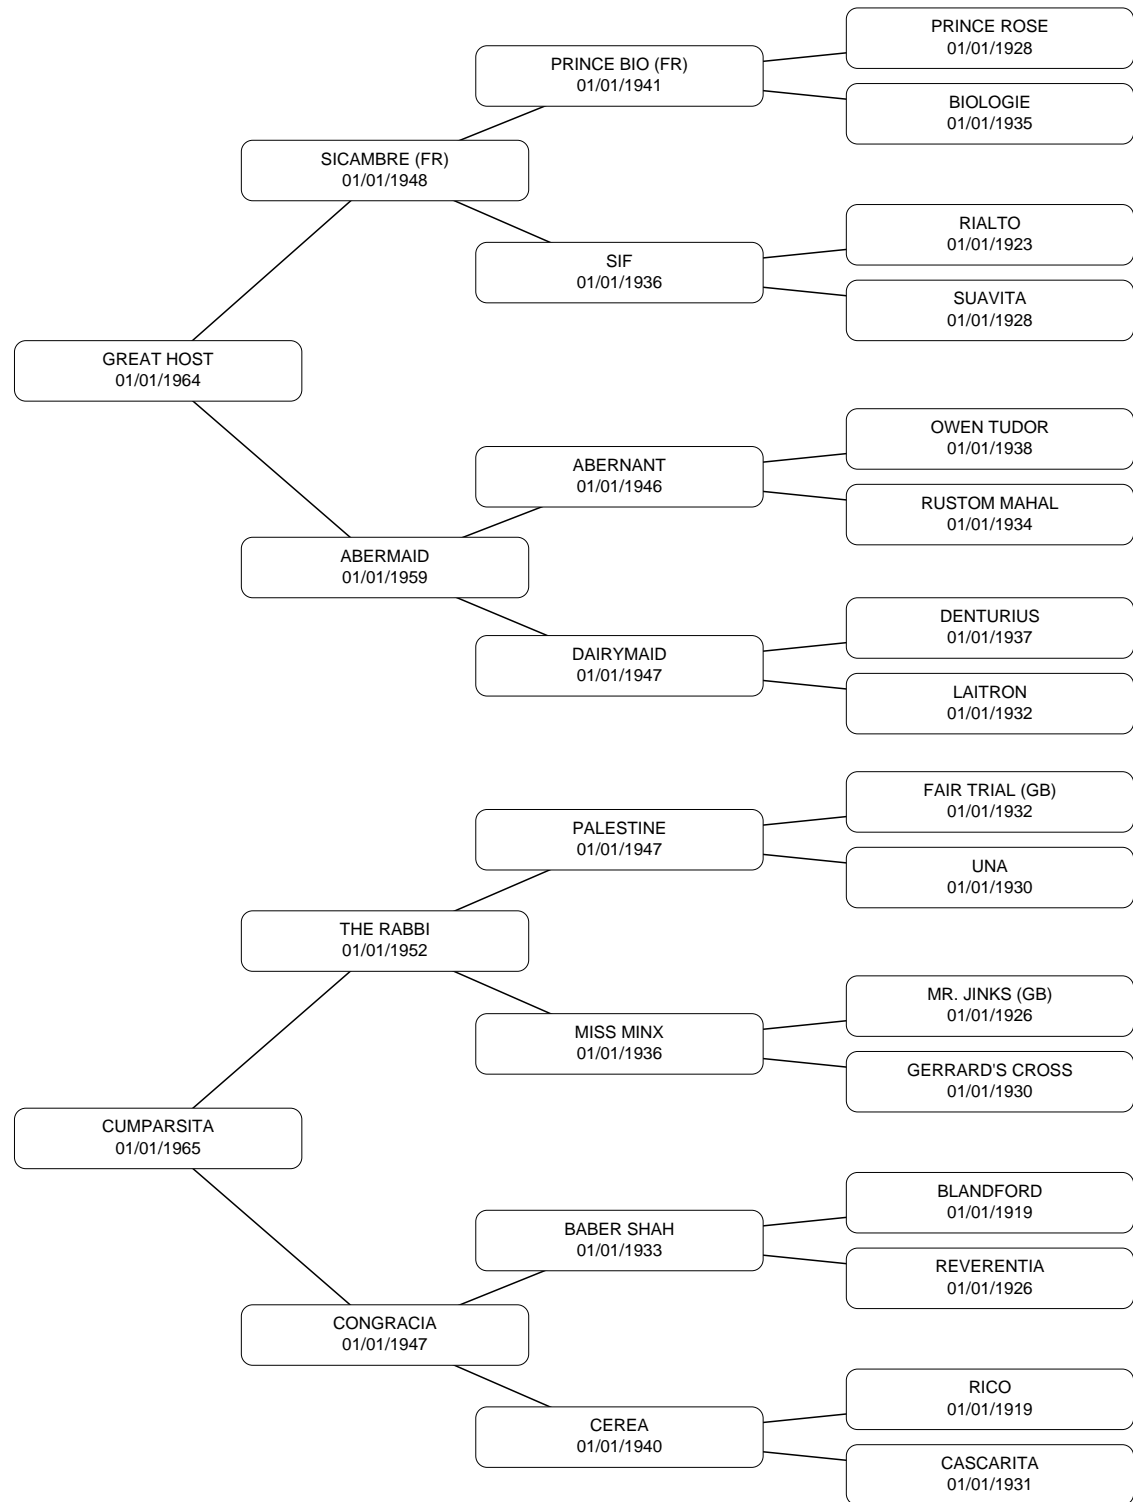 PRINCE ROSE
01/01/1928
PRINCE BIO (FR)
01/01/1941
BIOLOGIE
01/01/1935
SICAMBRE (FR)
01/01/1948
RIALTO
01/01/1923
SIF
01/01/1936
SUAVITA
01/01/1928
GREAT HOST
01/01/1964
OWEN TUDOR
01/01/1938
ABERNANT
01/01/1946
RUSTOM MAHAL
01/01/1934
ABERMAID
01/01/1959
DENTURIUS
01/01/1937
DAIRYMAID
01/01/1947
LAITRON
01/01/1932
FAIR TRIAL (GB)
01/01/1932
PALESTINE
01/01/1947
UNA
01/01/1930
THE RABBI
01/01/1952
MR. JINKS (GB)
01/01/1926
MISS MINX
01/01/1936
GERRARD'S CROSS
01/01/1930
CUMPARSITA
01/01/1965
BLANDFORD
01/01/1919
BABER SHAH
01/01/1933
REVERENTIA
01/01/1926
CONGRACIA
01/01/1947
RICO
01/01/1919
CEREA
01/01/1940
CASCARITA
01/01/1931